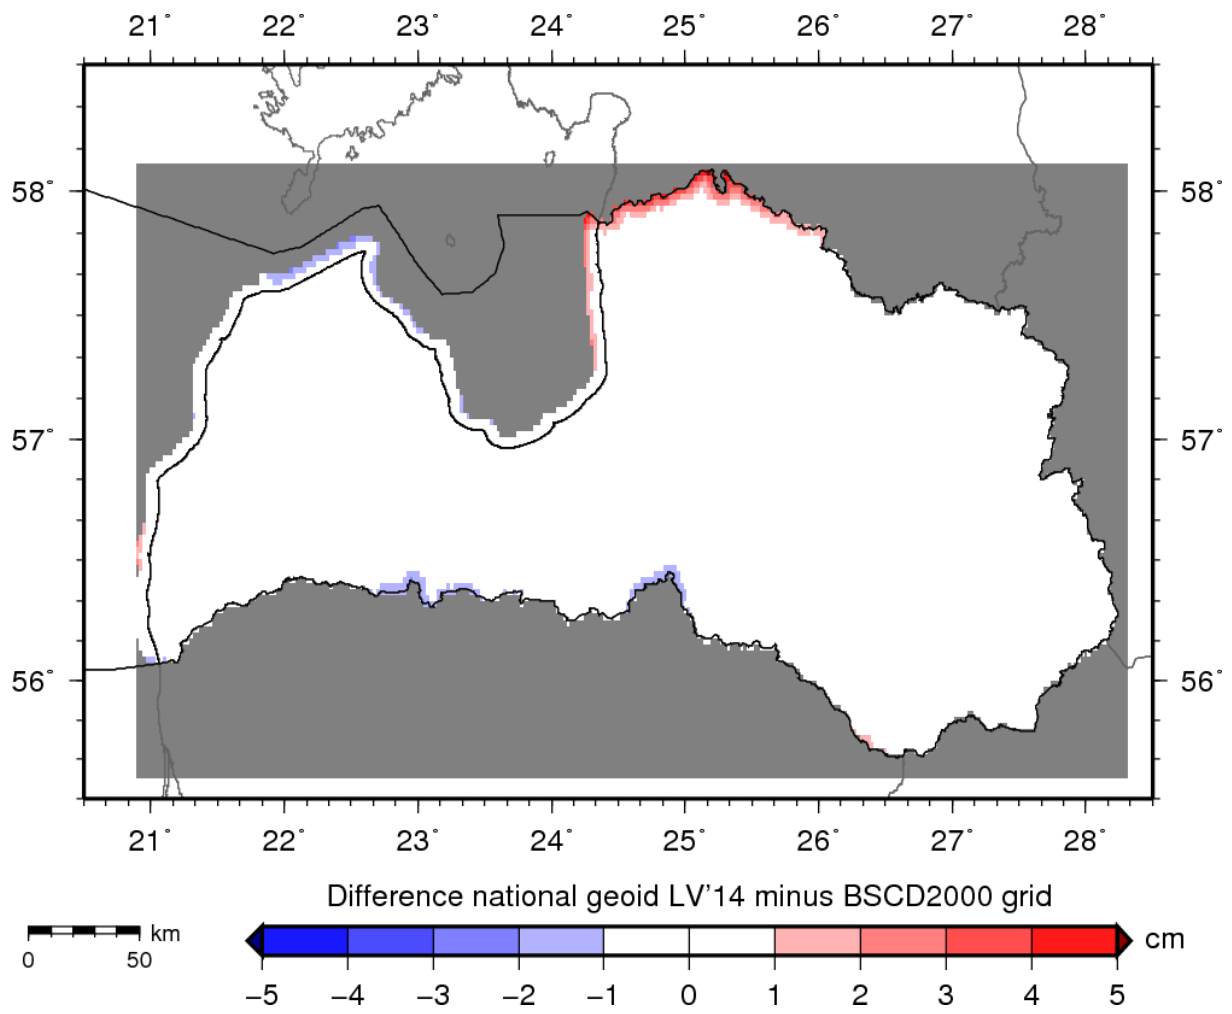 21° 22° 23° 24° 25° 26° 27° 28°
58° 58°
57° 57°
56° 56°
21° 22° 23° 24° 25° 26° 27° 28°
Difference national geoid LV'14 minus BSCD2000 grid
km
0 50
cm
−5 −4 −3 −2 −1 0 1 2 3 4 5